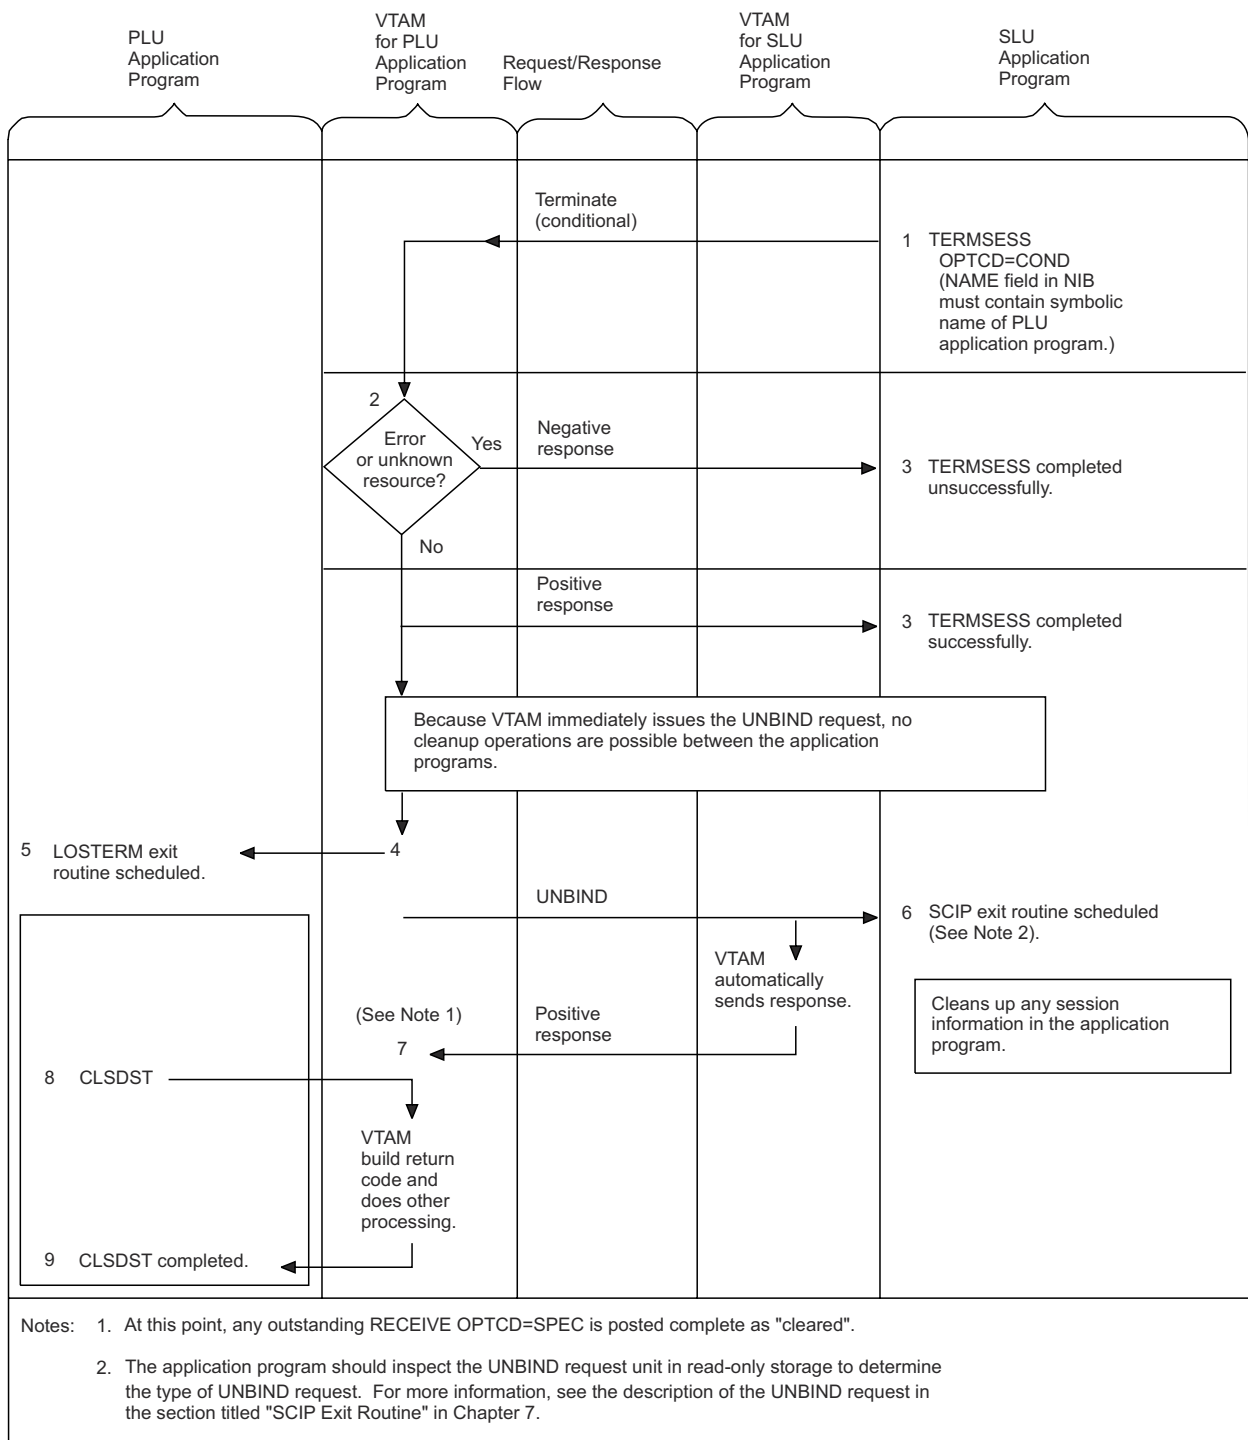 PLU
Application
Program
VTAM
for PLU
Application
Program
Request/Response
Flow
VTAM
for SLU
Application
Program
SLU
Application
Program
Terminate
(conditional)
1 TERMSESS
OPTCD=COND
(NAME field in NIB
must contain symbolic
name of PLU
application program.)
2
Error
or unknown
resource?
Yes
Negative
response
3 TERMSESS completed
unsuccessfully.
No
Positive
response
3 TERMSESS completed
successfully.
Because VTAM immediately issues the UNBIND request, no
cleanup operations are possible between the application
programs.
5 LOSTERM exit
routine scheduled.
4
UNBIND
6 SCIP exit routine scheduled
(See Note 2).
VTAM
automatically
sends response.
Cleans up any session
information in the application
program.
(See Note 1)
7
Positive
response
8 CLSDST
VTAM
build return
code and
does other
processing.
9 CLSDST completed.
Notes: 1. At this point, any outstanding RECEIVE OPTCD=SPEC is posted complete as "cleared".
2. The application program should inspect the UNBIND request unit in read-only storage to determine
the type of UNBIND request. For more information, see the description of the UNBIND request in
the section titled "SCIP Exit Routine" in Chapter 7.